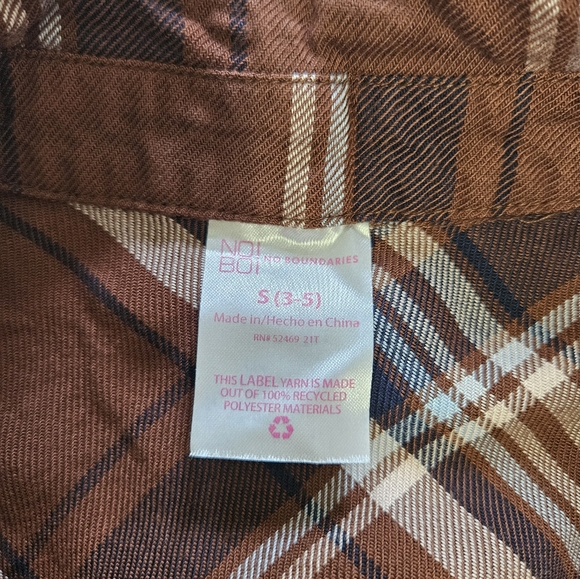 NO!
BO!
NO BOUNDARIES
S (3-5)
Made in/Hecho en China
RN# 52469 21T
THIS LABEL YARN IS MADE
OUT OF 100% RECYCLED
POLYESTER MATERIALS